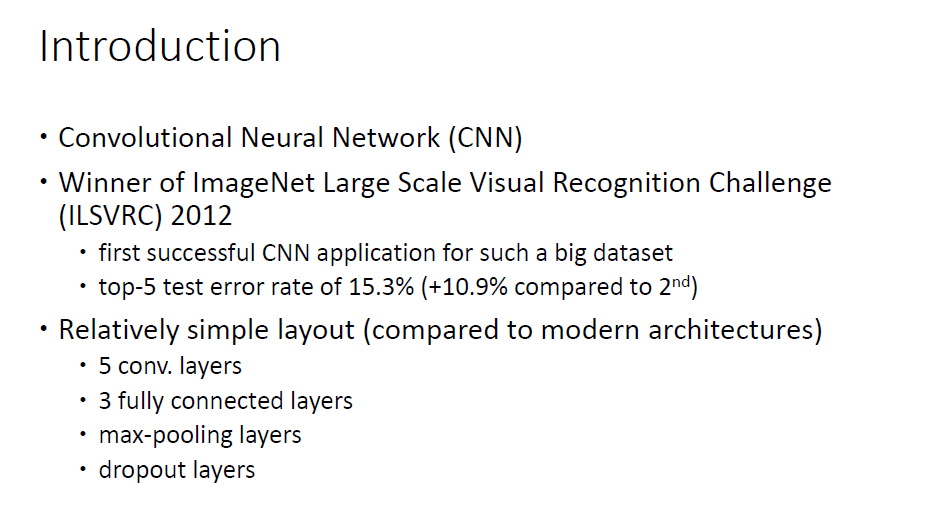 Introduction
• Convolutional Neural Network (CNN)
• Winner of ImageNet Large Scale Visual Recognition Challenge
(ILSVRC) 2012
• first successful CNN application for such a big dataset
• top-5 test error rate of 15.3% (+10.9% compared to 2nd)
• Relatively simple layout (compared to modern architectures)
• 5 conv. layers
• 3 fully connected layers
• max-pooling layers
• dropout layers